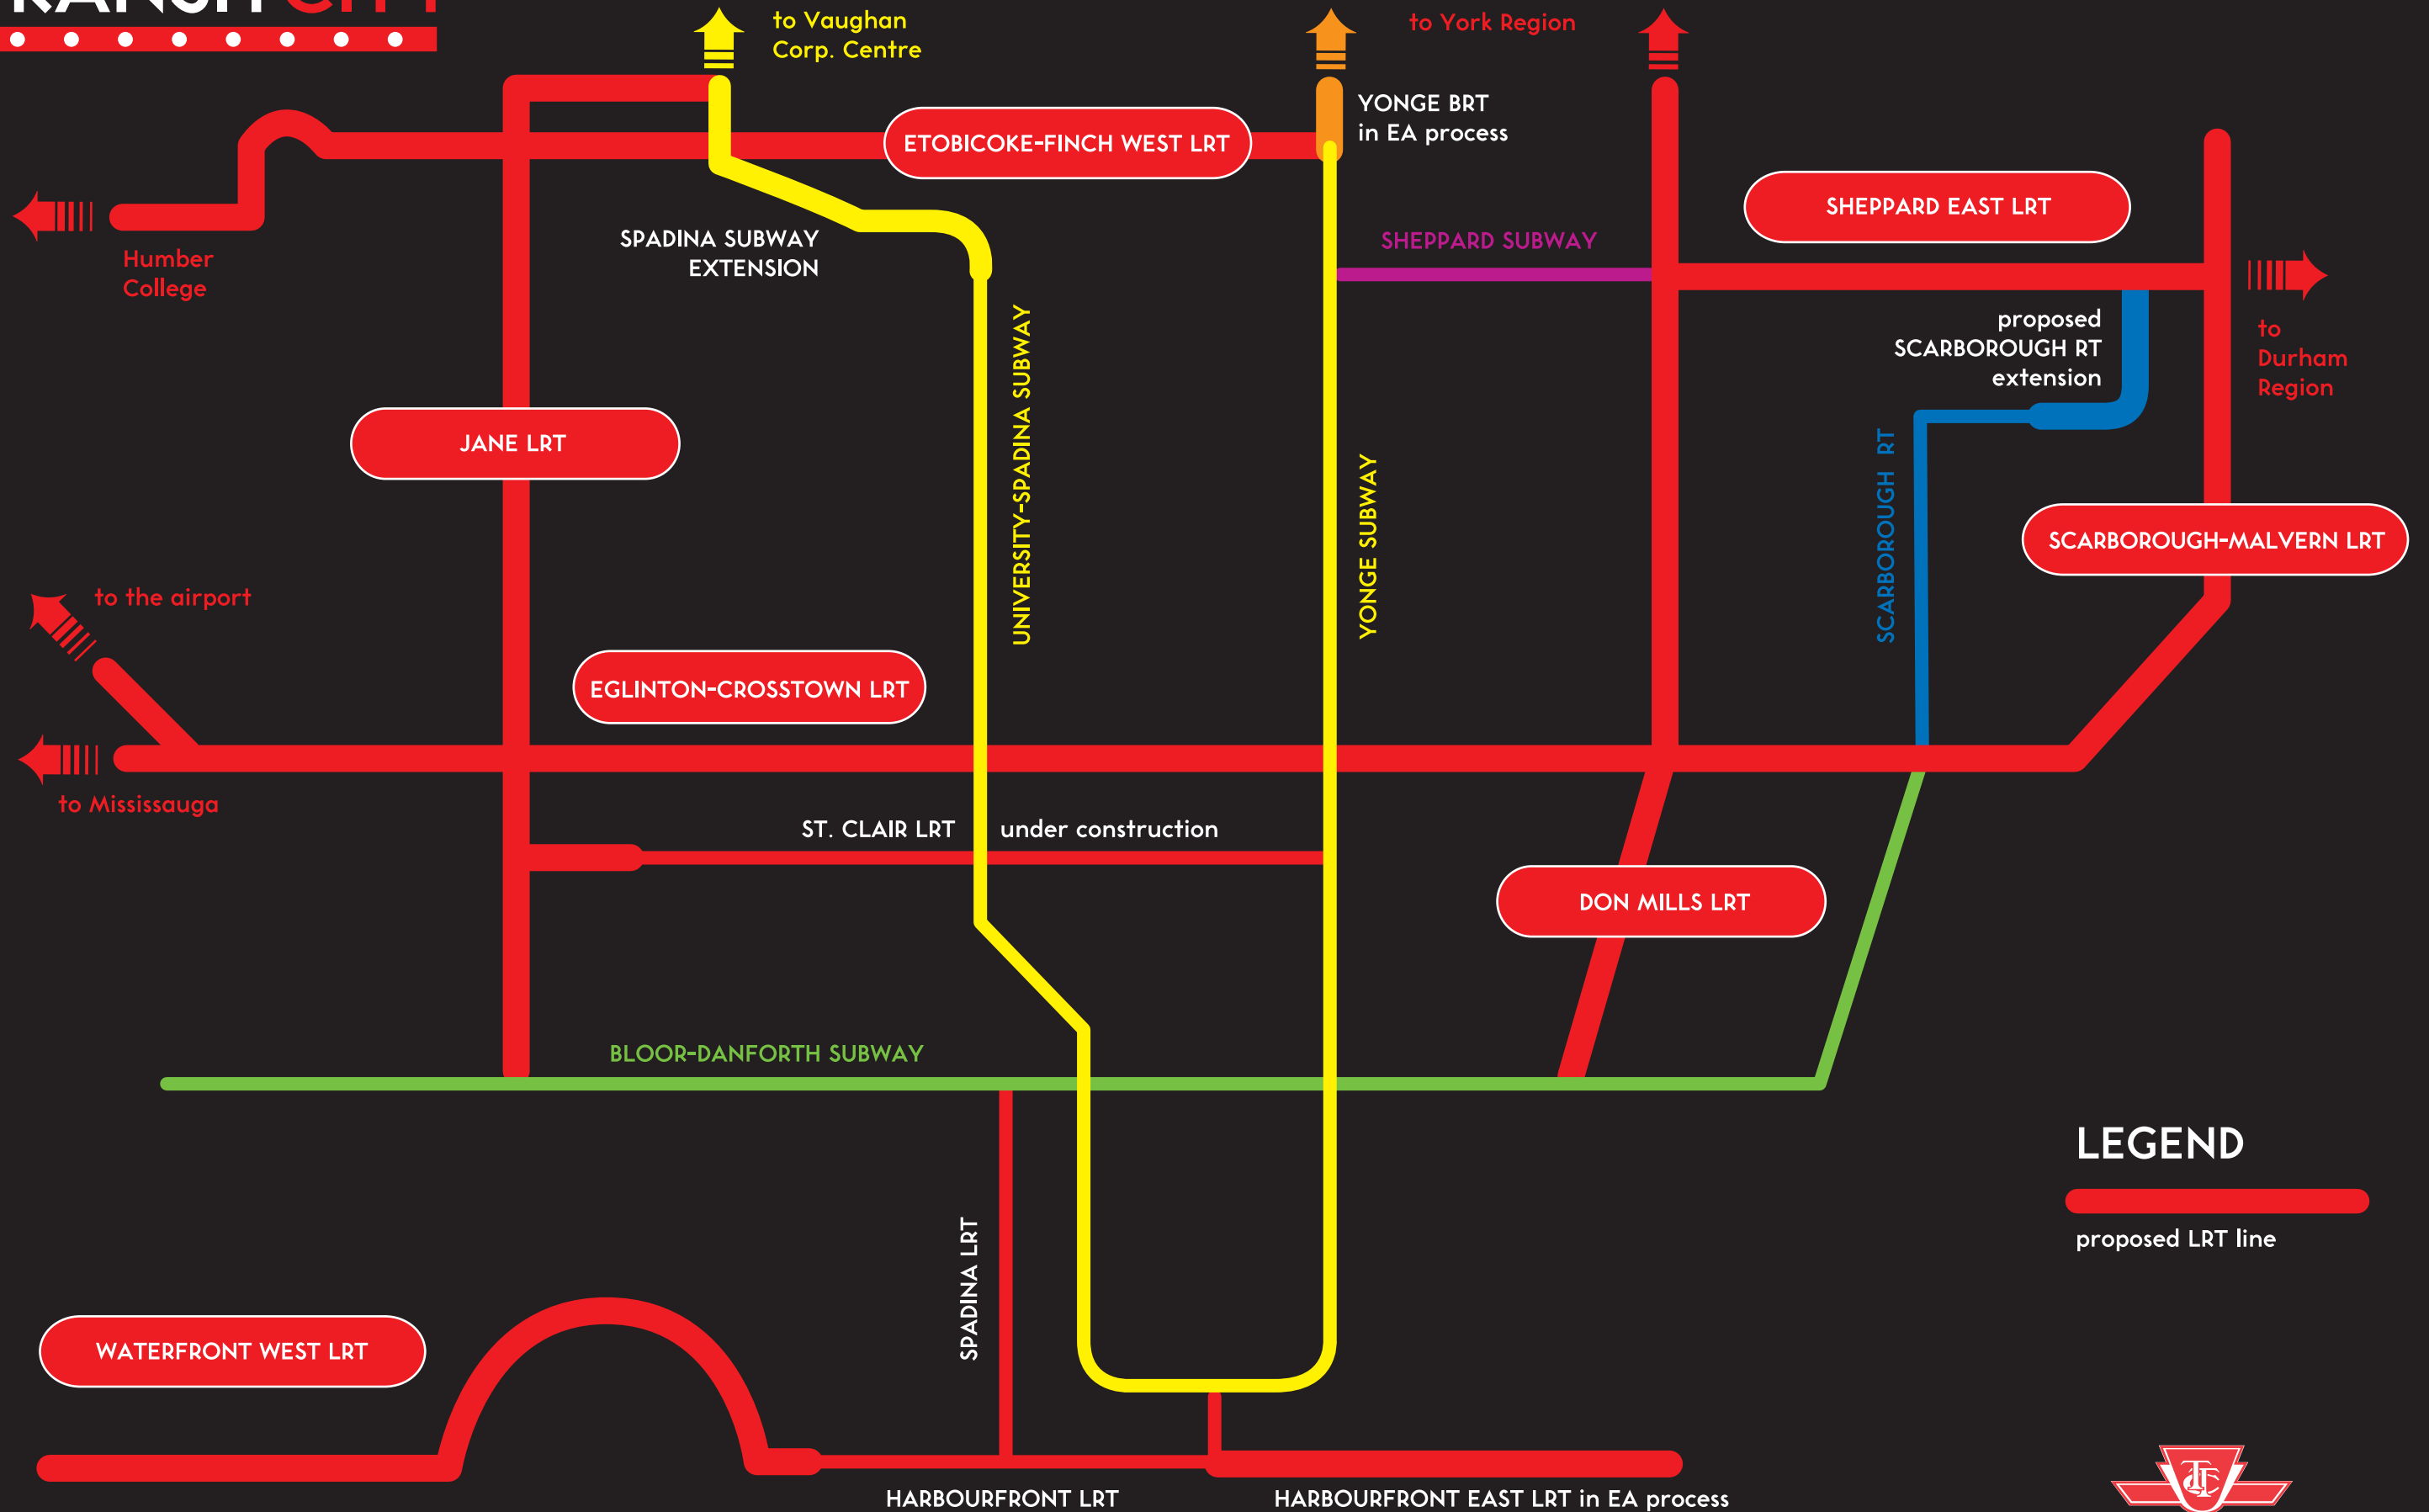 CITY
to Vaughan
Corp. Centre
to York Region
YONGE BRT
in EA process
ETOBICOKE-FINCH WEST LRT
SHEPPARD EAST LRT
SPADINA SUBWAY
EXTENSION
SHEPPARD SUBWAY
Humber
College
proposed
SCARBOROUGH RT
extension
to
Durham
Region
UNIVERSITY-SPADINA SUBWAY
YONGE SUBWAY
SCARBOROUGH RT
JANE LRT
SCARBOROUGH-MALVERN LRT
to the airport
EGLINTON-CROSSTOWN LRT
to Mississauga
ST. CLAIR LRT under construction
DON MILLS LRT
BLOOR-DANFORTH SUBWAY
LEGEND
proposed LRT line
SPADINA LRT
WATERFRONT WEST LRT
HARBOURFRONT LRT
HARBOURFRONT EAST LRT in EA process
TTC